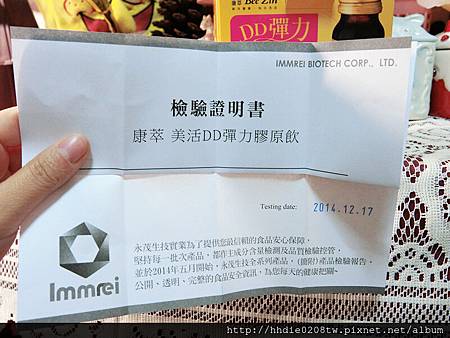 康萃 Bee Zin
DD彈力
IMMREI BIOTECH CORP., LTD.
檢驗證明書
康萃 美活DD彈力膠原飲
Testing date:
2014.12.17
永茂生技實業為了提供您最信賴的食品安心保障,
堅持每一批次產品,都作主成分含量檢測及品質檢驗控管,
並於2014年五月開始,永茂生技全系列產品,(隨附)產品檢驗報告,
公開、透明、完整的食品安全資訊,為您每天的健康把關。
Immrei
http://hhdie0208tw.pixnet.net/album